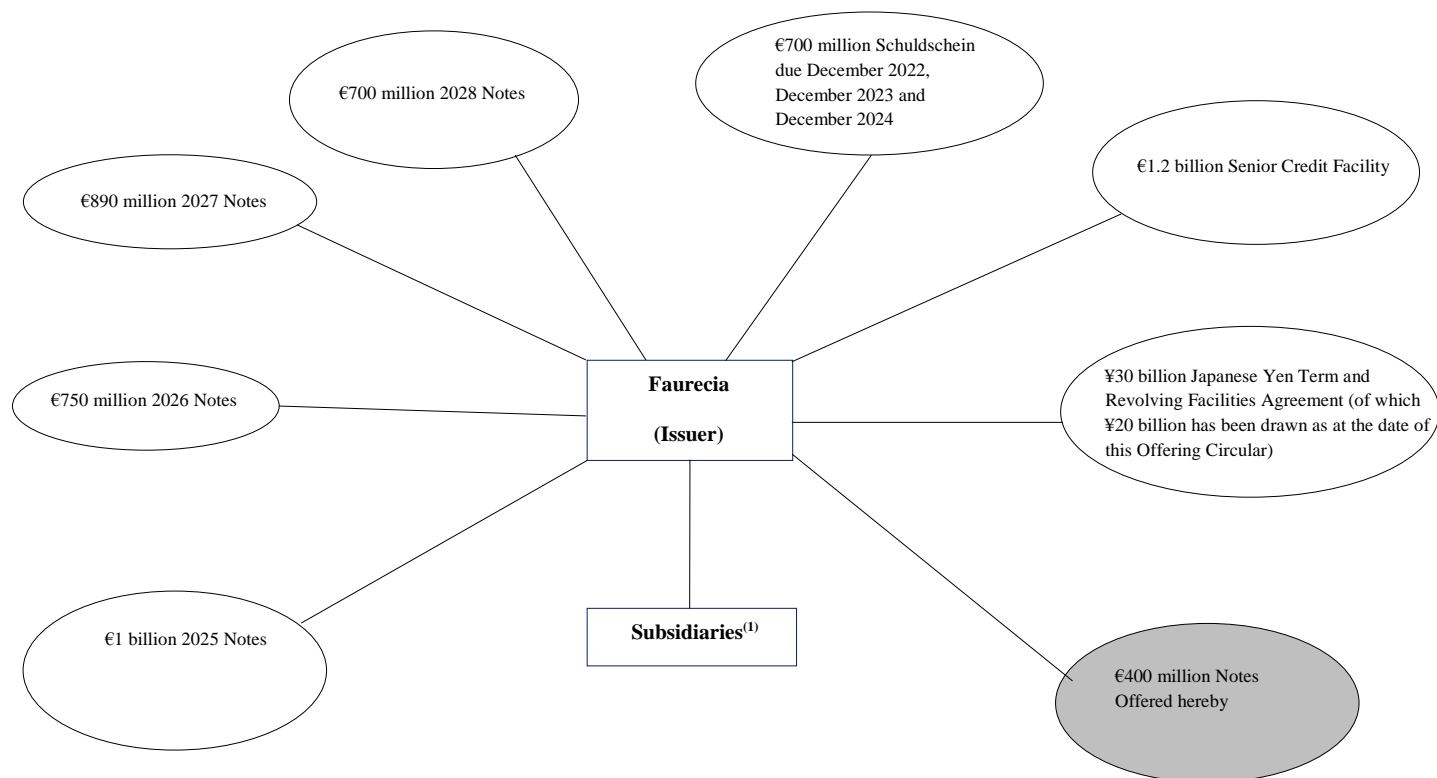 €700 million Schuldschein
due December 2022,
December 2023 and
December 2024
€700 million 2028 Notes
€1.2 billion Senior Credit Facility
€890 million 2027 Notes
Faurecia
(Issuer)
¥30 billion Japanese Yen Term and
Revolving Facilities Agreement (of which
¥20 billion has been drawn as at the date of
this Offering Circular)
€750 million 2026 Notes
€1 billion 2025 Notes
Subsidiaries(1)
€400 million Notes
Offered hereby